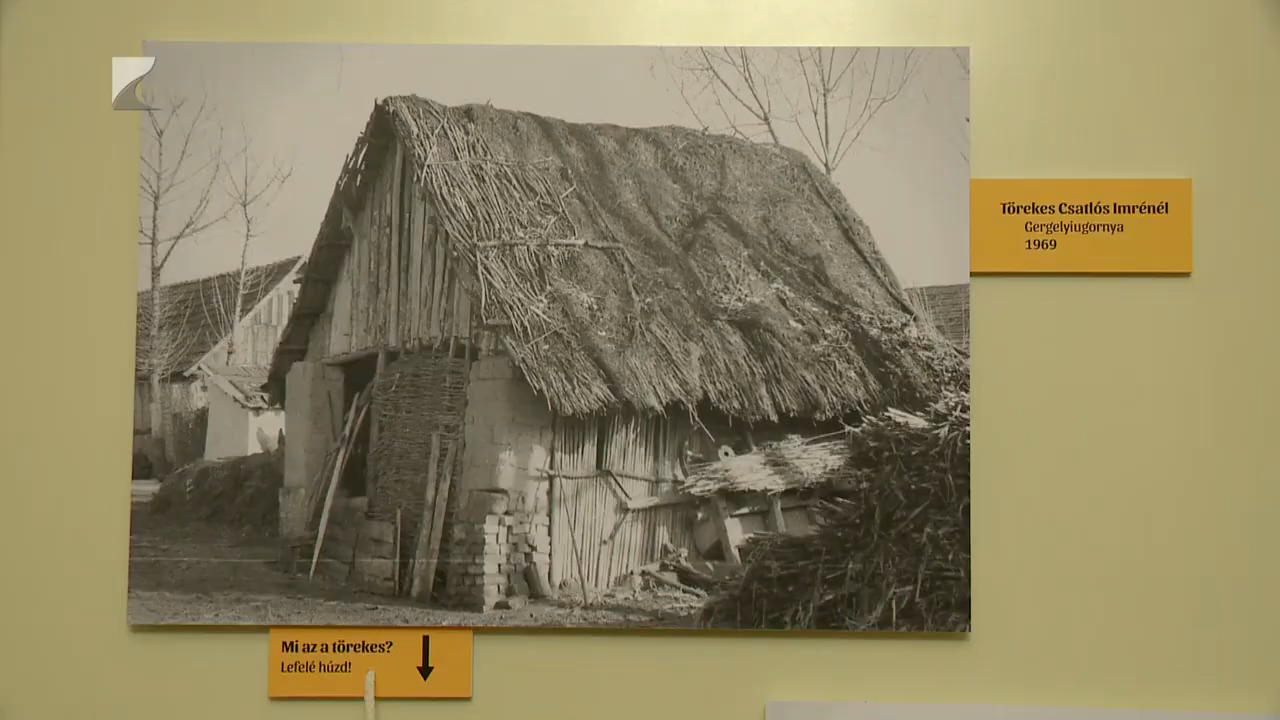 Törekes Csatlós Imrénél
Gergelyiugornya
1969
Mi az a törekes?
Lefelé húzd!